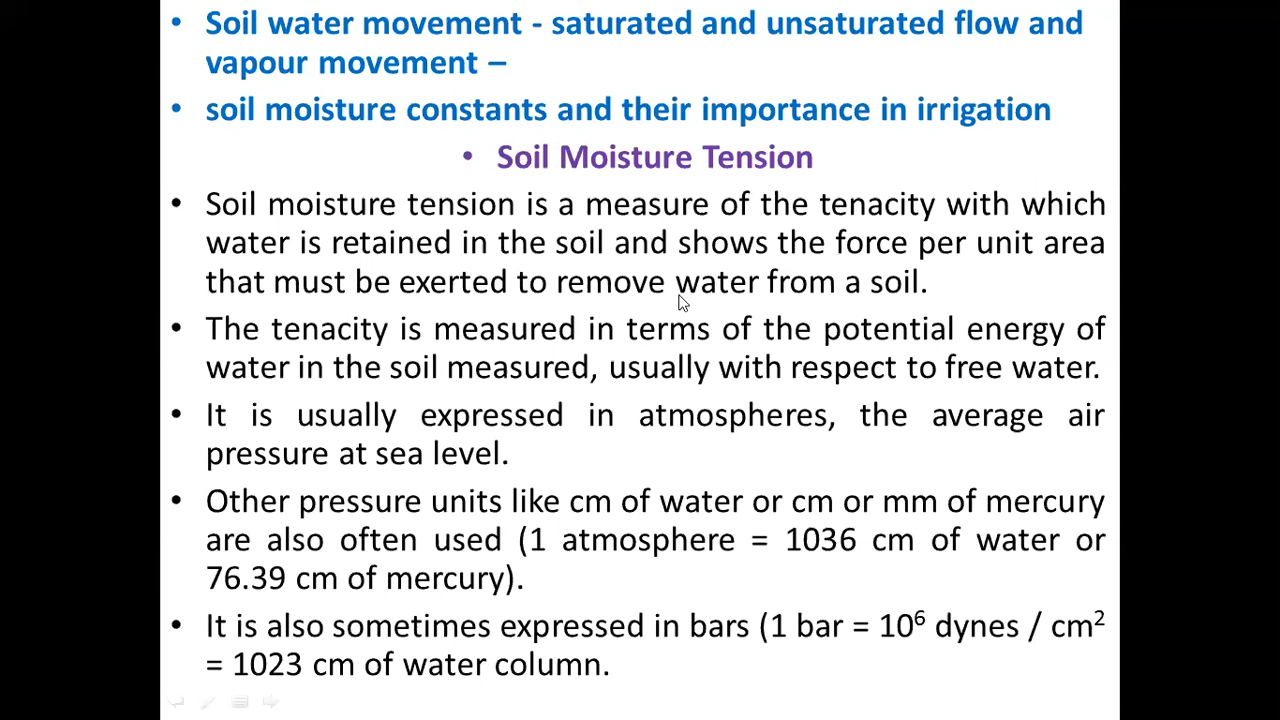 • Soil water movement - saturated and unsaturated flow and
vapour movement –
• soil moisture constants and their importance in irrigation
• Soil Moisture Tension
• Soil moisture tension is a measure of the tenacity with which
water is retained in the soil and shows the force per unit area
that must be exerted to remove water from a soil.
• The tenacity is measured in terms of the potential energy of
water in the soil measured, usually with respect to free water.
• It is usually expressed in atmospheres, the average air
pressure at sea level.
• Other pressure units like cm of water or cm or mm of mercury
are also often used (1 atmosphere = 1036 cm of water or
76.39 cm of mercury).
• It is also sometimes expressed in bars (1 bar = 10⁶ dynes / cm²
= 1023 cm of water column.